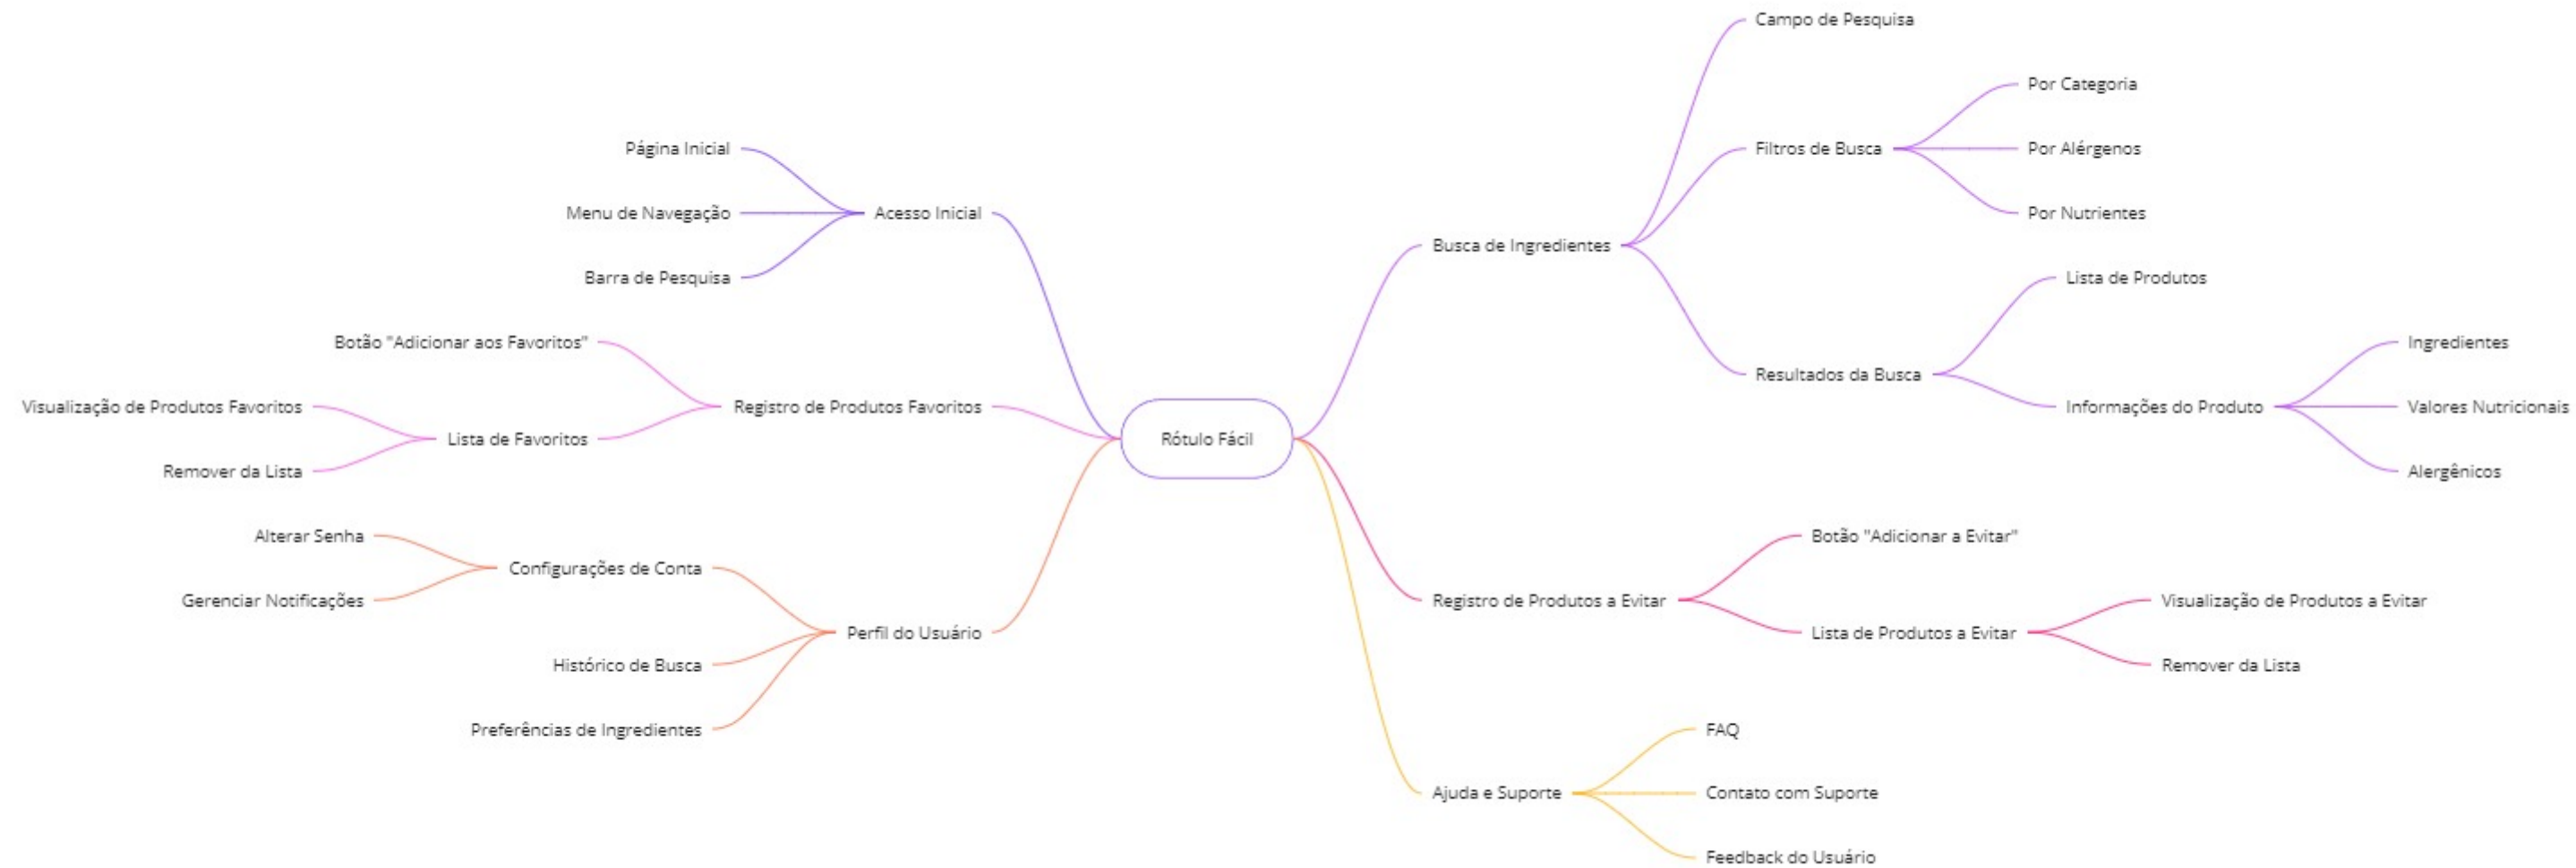 Rótulo Fácil
Acesso Inicial
Página Inicial
Menu de Navegação
Barra de Pesquisa
Registro de Produtos Favoritos
Botão "Adicionar aos Favoritos"
Lista de Favoritos
Visualização de Produtos Favoritos
Remover da Lista
Perfil do Usuário
Configurações de Conta
Alterar Senha
Gerenciar Notificações
Histórico de Busca
Preferências de Ingredientes
Busca de Ingredientes
Campo de Pesquisa
Filtros de Busca
Por Categoria
Por Alérgenos
Por Nutrientes
Resultados da Busca
Lista de Produtos
Informações do Produto
Ingredientes
Valores Nutricionais
Alergênicos
Registro de Produtos a Evitar
Botão "Adicionar a Evitar"
Lista de Produtos a Evitar
Visualização de Produtos a Evitar
Remover da Lista
Ajuda e Suporte
FAQ
Contato com Suporte
Feedback do Usuário